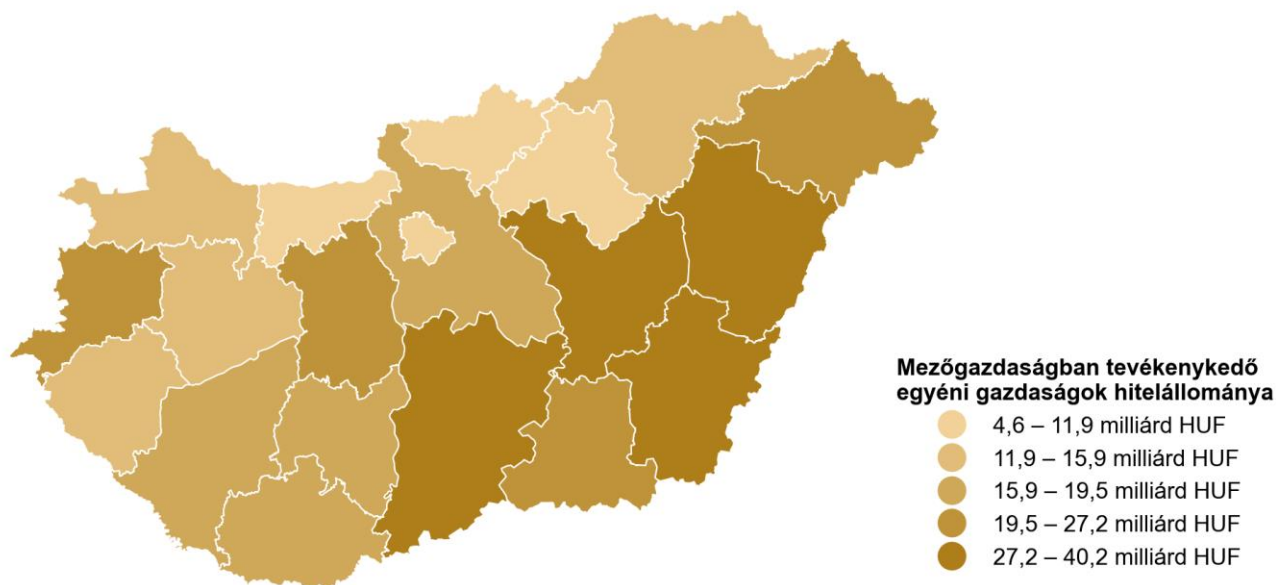 Mezőgazdaságban tevékenykedő
egyéni gazdaságok hitelállománya
4,6 – 11,9 milliárd HUF
11,9 – 15,9 milliárd HUF
15,9 – 19,5 milliárd HUF
19,5 – 27,2 milliárd HUF
27,2 – 40,2 milliárd HUF